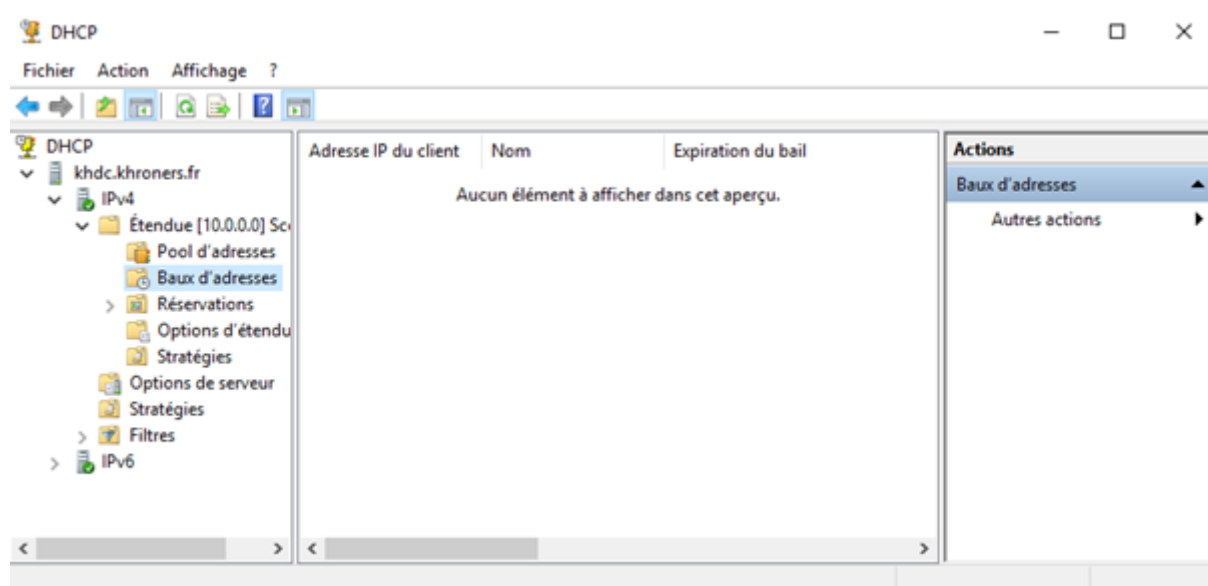 DHCP
Fichier Action Affichage ?
DHCP
khdc.khroners.fr
IPv4
Étendue [10.0.0.0] Sco
Pool d'adresses
Baux d'adresses
Réservations
Options d'étendu
Stratégies
Options de serveur
Stratégies
Filtres
IPv6
Adresse IP du client Nom Expiration du bail
Aucun élément à afficher dans cet aperçu.
Actions
Baux d'adresses
Autres actions